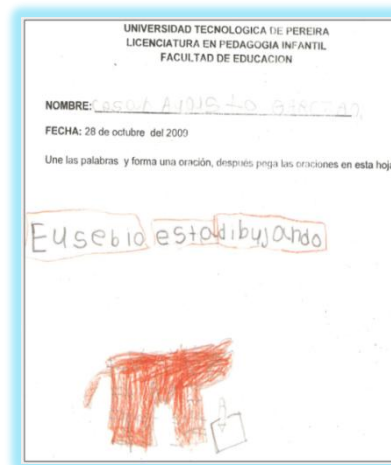 UNIVERSIDAD TECNOLOGICA DE PEREIRA
LICENCIATURA EN PEDAGOGIA INFANTIL
FACULTAD DE EDUCACION
NOMBRE:
FECHA: 28 de octubre del 2009
Une las palabras y forma una oración, después pega las oraciones en esta hoja
Eusebio esta dibujando